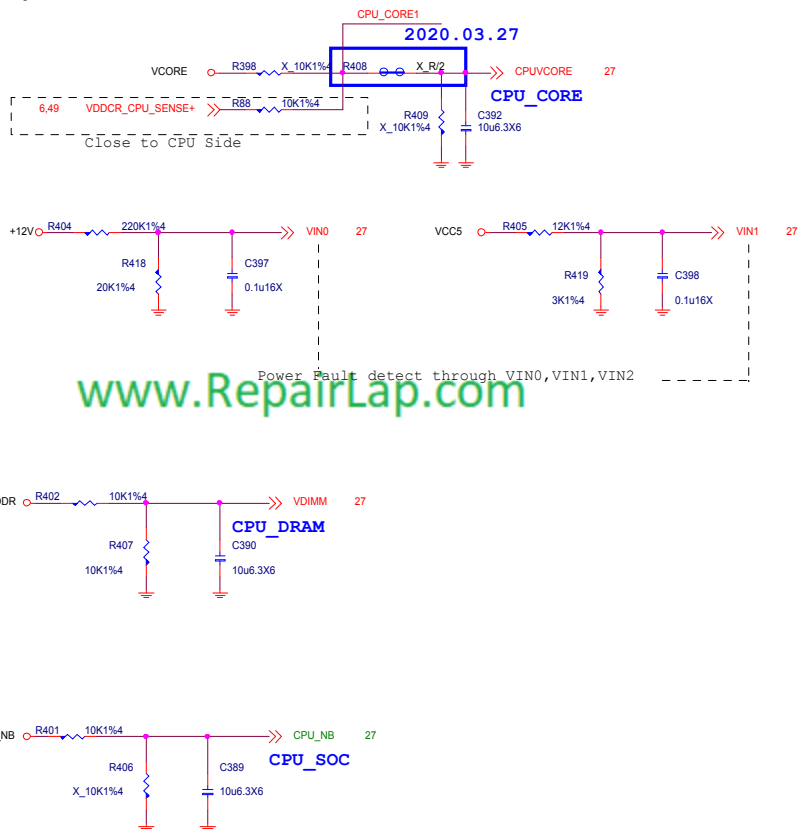 CPU_CORE1
2020.03.27
VCORE R398 X_10K1%4 R408 X_R/2 CPUVCORE 27
CPU_CORE
6,49 VDDCR_CPU_SENSE+ R88 10K1%4
R409 C392
X_10K1%4 10u6.3X6
Close to CPU Side
+12V R404 220K1%4 VIN0 27
VCC5 R405 12K1%4 VIN1 27
R418 C397
20K1%4 0.1u16X
R419 C398
3K1%4 0.1u16X
Power Fault detect through VIN0,VIN1,VIN2
www.RepairLap.com
DR R402 10K1%4 VDIMM 27
CPU_DRAM
R407 C390
10K1%4 10u6.3X6
_NB R401 10K1%4 CPU_NB 27
CPU_SOC
R406 C389
X_10K1%4 10u6.3X6